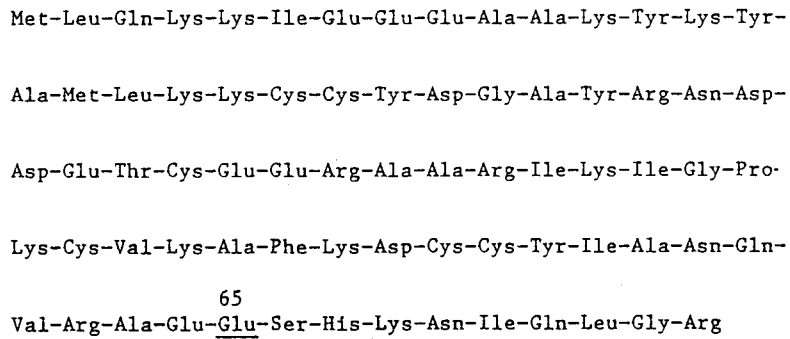 Met-Leu-Gln-Lys-Lys-Ile-Glu-Glu-Glu-Ala-Ala-Lys-Tyr-Lys-Tyr-
Ala-Met-Leu-Lys-Lys-Cys-Cys-Tyr-Asp-Gly-Ala-Tyr-Arg-Asn-Asp-
Asp-Glu-Thr-Cys-Glu-Glu-Arg-Ala-Ala-Arg-Ile-Lys-Ile-Gly-Pro-
Lys-Cys-Val-Lys-Ala-Phe-Lys-Asp-Cys-Cys-Tyr-Ile-Ala-Asn-Gln-
65
Val-Arg-Ala-Glu-Glu-Ser-His-Lys-Asn-Ile-Gln-Leu-Gly-Arg